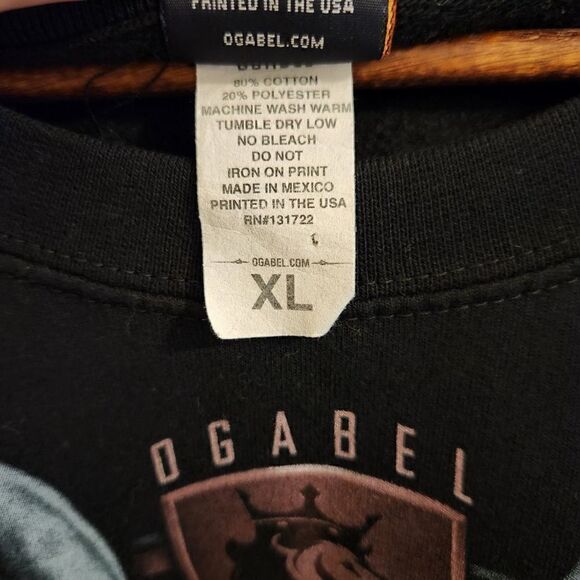 PRINTED IN THE USA
OGABEL.COM
80% COTTON
20% POLYESTER
MACHINE WASH WARM
TUMBLE DRY LOW
NO BLEACH
DO NOT
IRON ON PRINT
MADE IN MEXICO
PRINTED IN THE USA
RN#131722
OGABEL.COM
XL
OGABEL